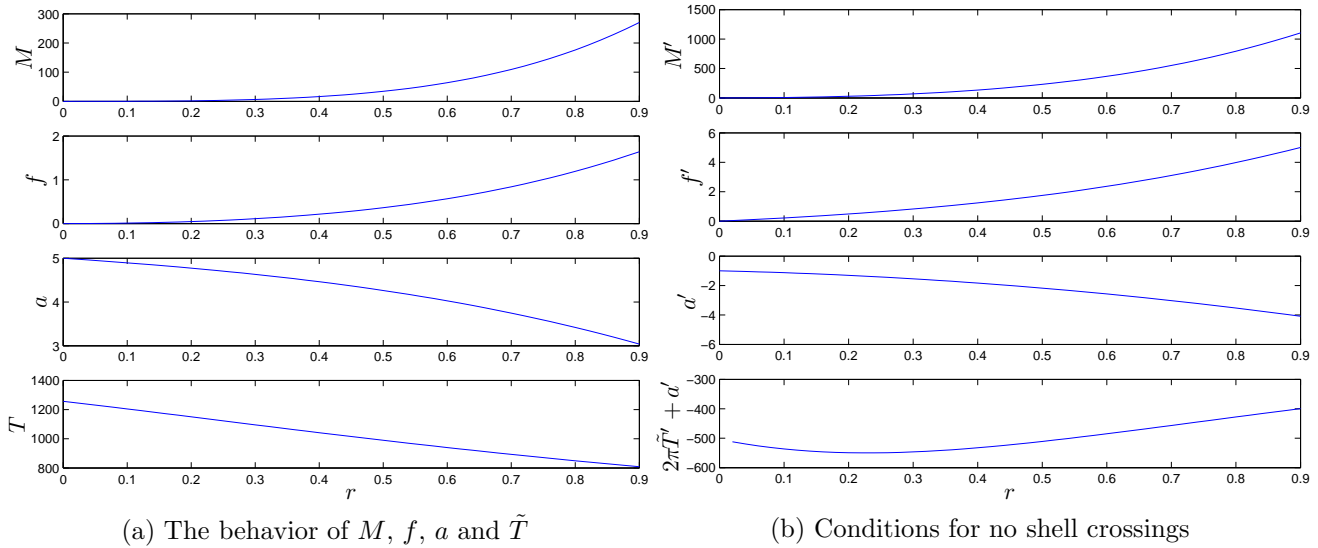 300
200
100
0
M
0 0.1 0.2 0.3 0.4 0.5 0.6 0.7 0.8 0.9
2
1
0
f
0 0.1 0.2 0.3 0.4 0.5 0.6 0.7 0.8 0.9
5
4
3
a
0 0.1 0.2 0.3 0.4 0.5 0.6 0.7 0.8 0.9
1400
1200
1000
800
T
0 0.1 0.2 0.3 0.4 0.5 0.6 0.7 0.8 0.9
r
(a) The behavior of M, f, a and T̃
1500
1000
500
0
M′
0 0.1 0.2 0.3 0.4 0.5 0.6 0.7 0.8 0.9
6
4
2
0
f′
0 0.1 0.2 0.3 0.4 0.5 0.6 0.7 0.8 0.9
0
−2
−4
−6
a′
0 0.1 0.2 0.3 0.4 0.5 0.6 0.7 0.8 0.9
−300
−400
−500
−600
2πT̃′ + a′
0 0.1 0.2 0.3 0.4 0.5 0.6 0.7 0.8 0.9
r
(b) Conditions for no shell crossings